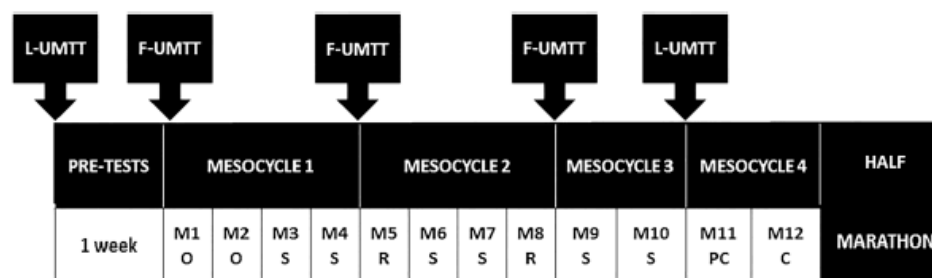 L-UMTT F-UMTT F-UMTT F-UMTT L-UMTT
PRE-TESTS MESOCYCLE 1 MESOCYCLE 2 MESOCYCLE 3 MESOCYCLE 4 HALF
1 week M1 M2 M3 M4 M5 M6 M7 M8 M9 M10 M11 M12 MARATHON
O O S S R S S R S S PC C